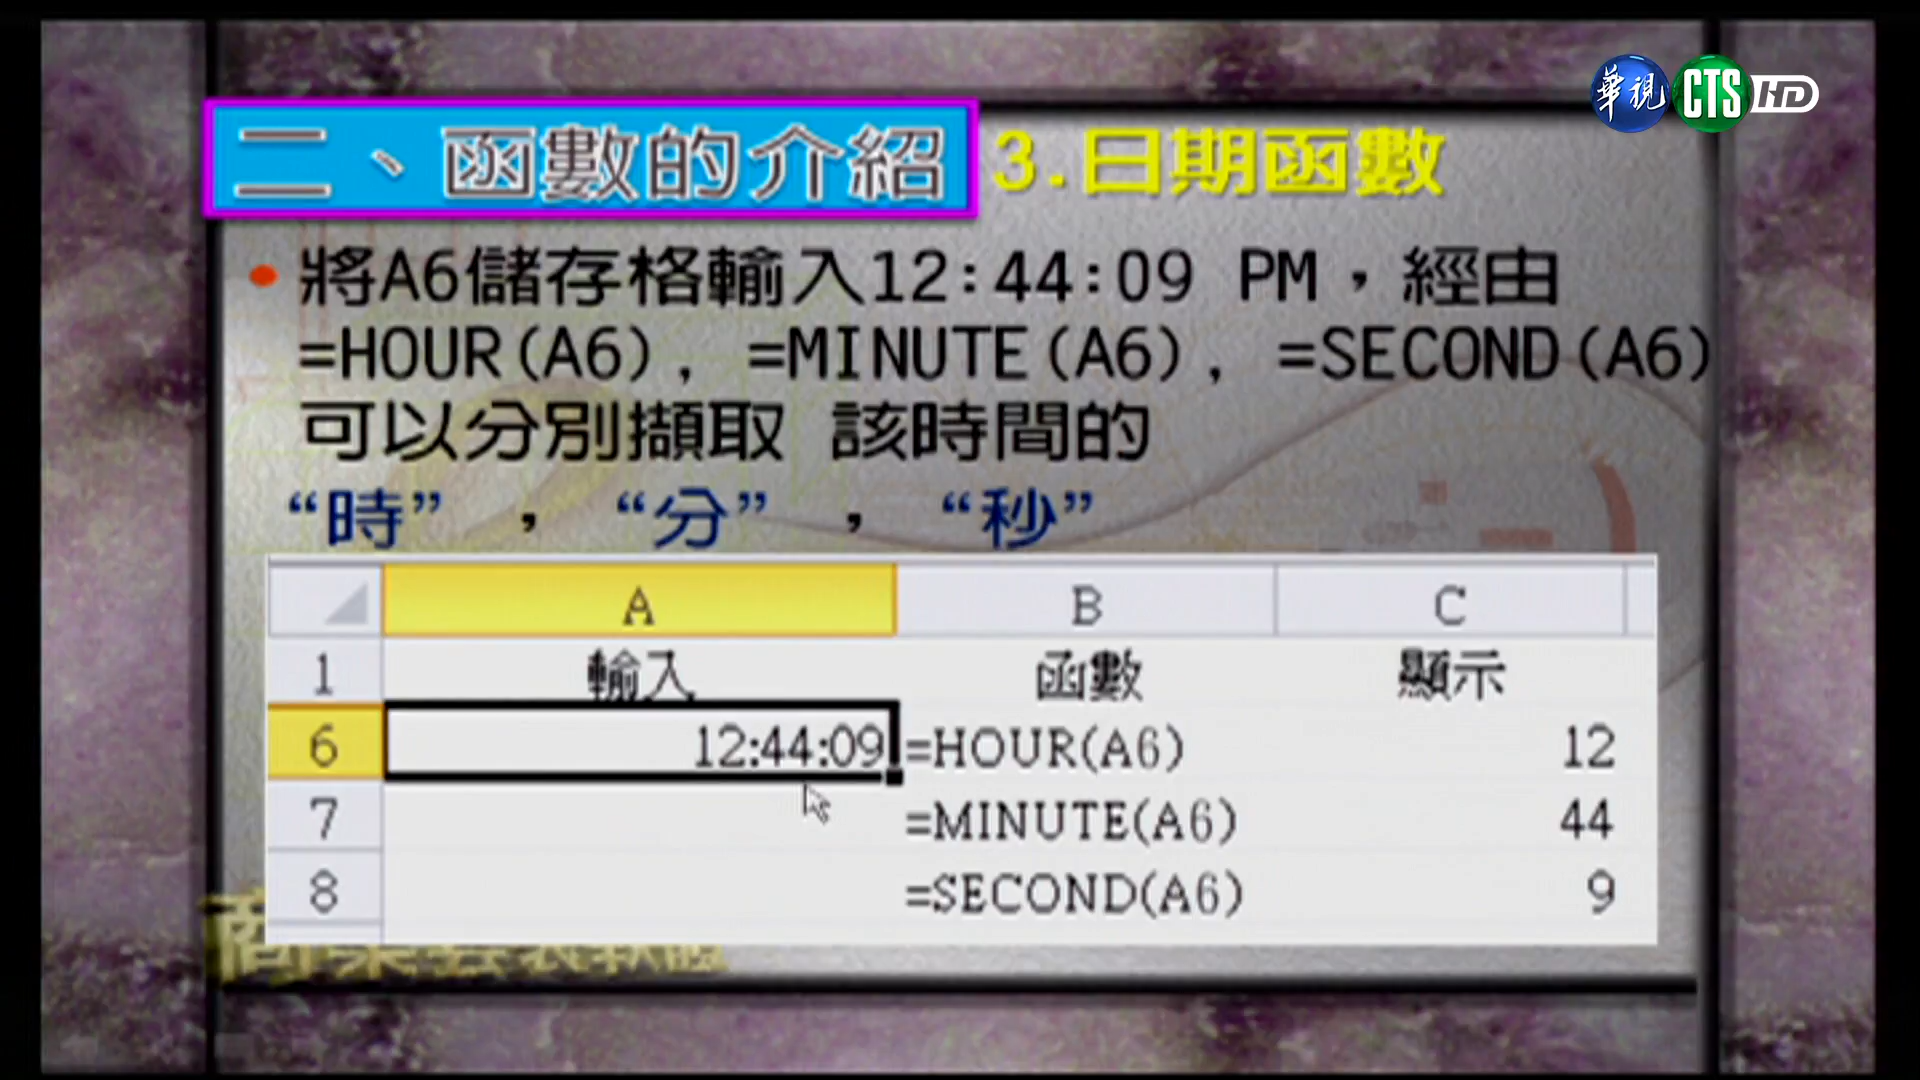 華視 CTS HD
二、函數的介紹 3.日期函數
• 將A6儲存格輸入12:44:09 PM，經由
=HOUR(A6), =MINUTE(A6), =SECOND(A6)
可以分別擷取 該時間的
“時” , “分” , “秒”
A B C
1 輸入 函數 顯示
6 12:44:09 =HOUR(A6) 12
7 =MINUTE(A6) 44
8 =SECOND(A6) 9